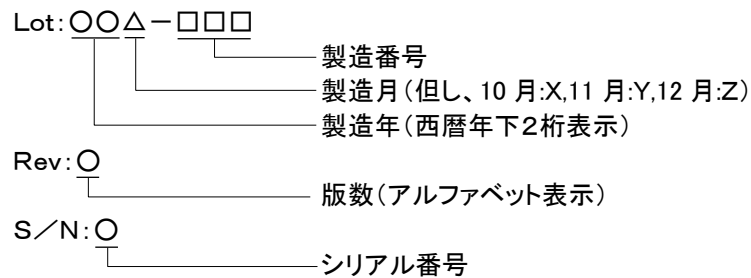 Lot:○○△－□□□
製造番号
製造月(但し、10 月:X,11 月:Y,12 月:Z)
製造年(西暦年下2桁表示)
Rev:○
版数(アルファベット表示)
S／N:○
シリアル番号